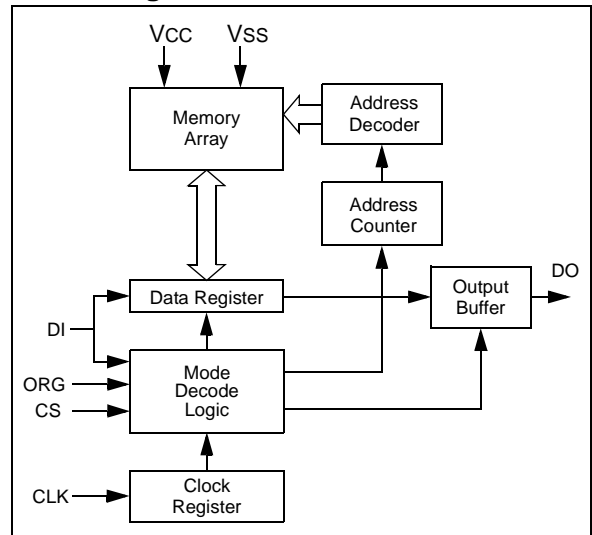 VCC VSS
Memory
Array
Address
Decoder
Address
Counter
Data Register
Output
Buffer
DO
DI
Mode
Decode
Logic
ORG
CS
Clock
Register
CLK